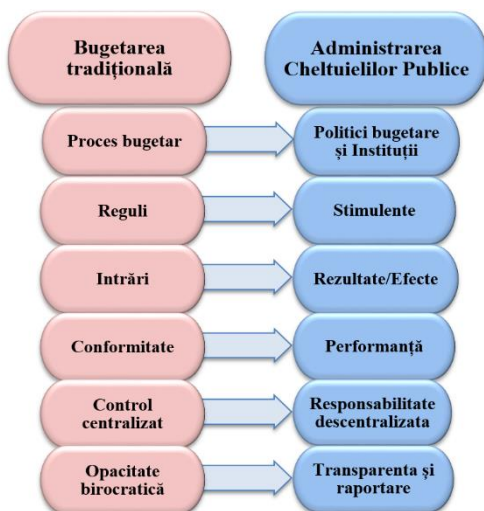 Bugetarea
tradițională
Administrarea
Cheltuielilor Publice
Proces bugetar
Politici bugetare
și Instituții
Reguli
Stimulente
Intrări
Rezultate/Efecte
Conformitate
Performanță
Control
centralizat
Responsabilitate
descentralizata
Opacitate
birocratică
Transparenta și
raportare